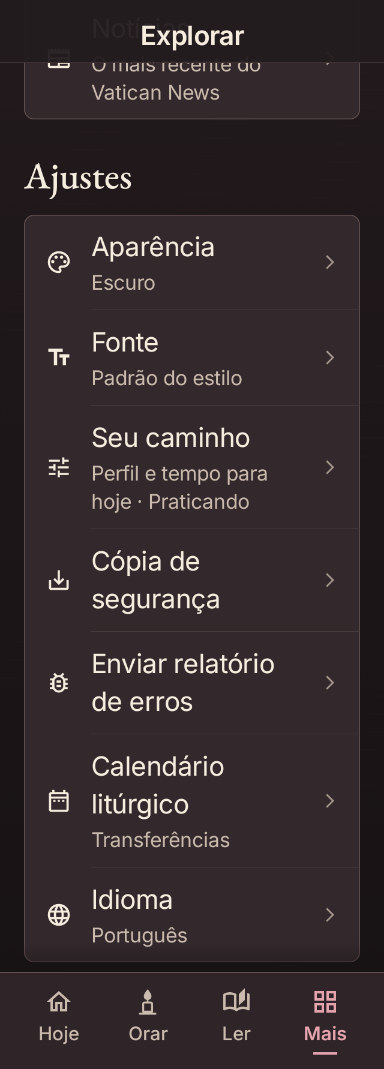 Notícias
Explorar
O mais recente do
Vatican News
Ajustes
Aparência
Escuro
Fonte
Padrão do estilo
Seu caminho
Perfil e tempo para
hoje · Praticando
Cópia de
segurança
Enviar relatório
de erros
Calendário
litúrgico
Transferências
Idioma
Português
Hoje
Orar
Ler
Mais